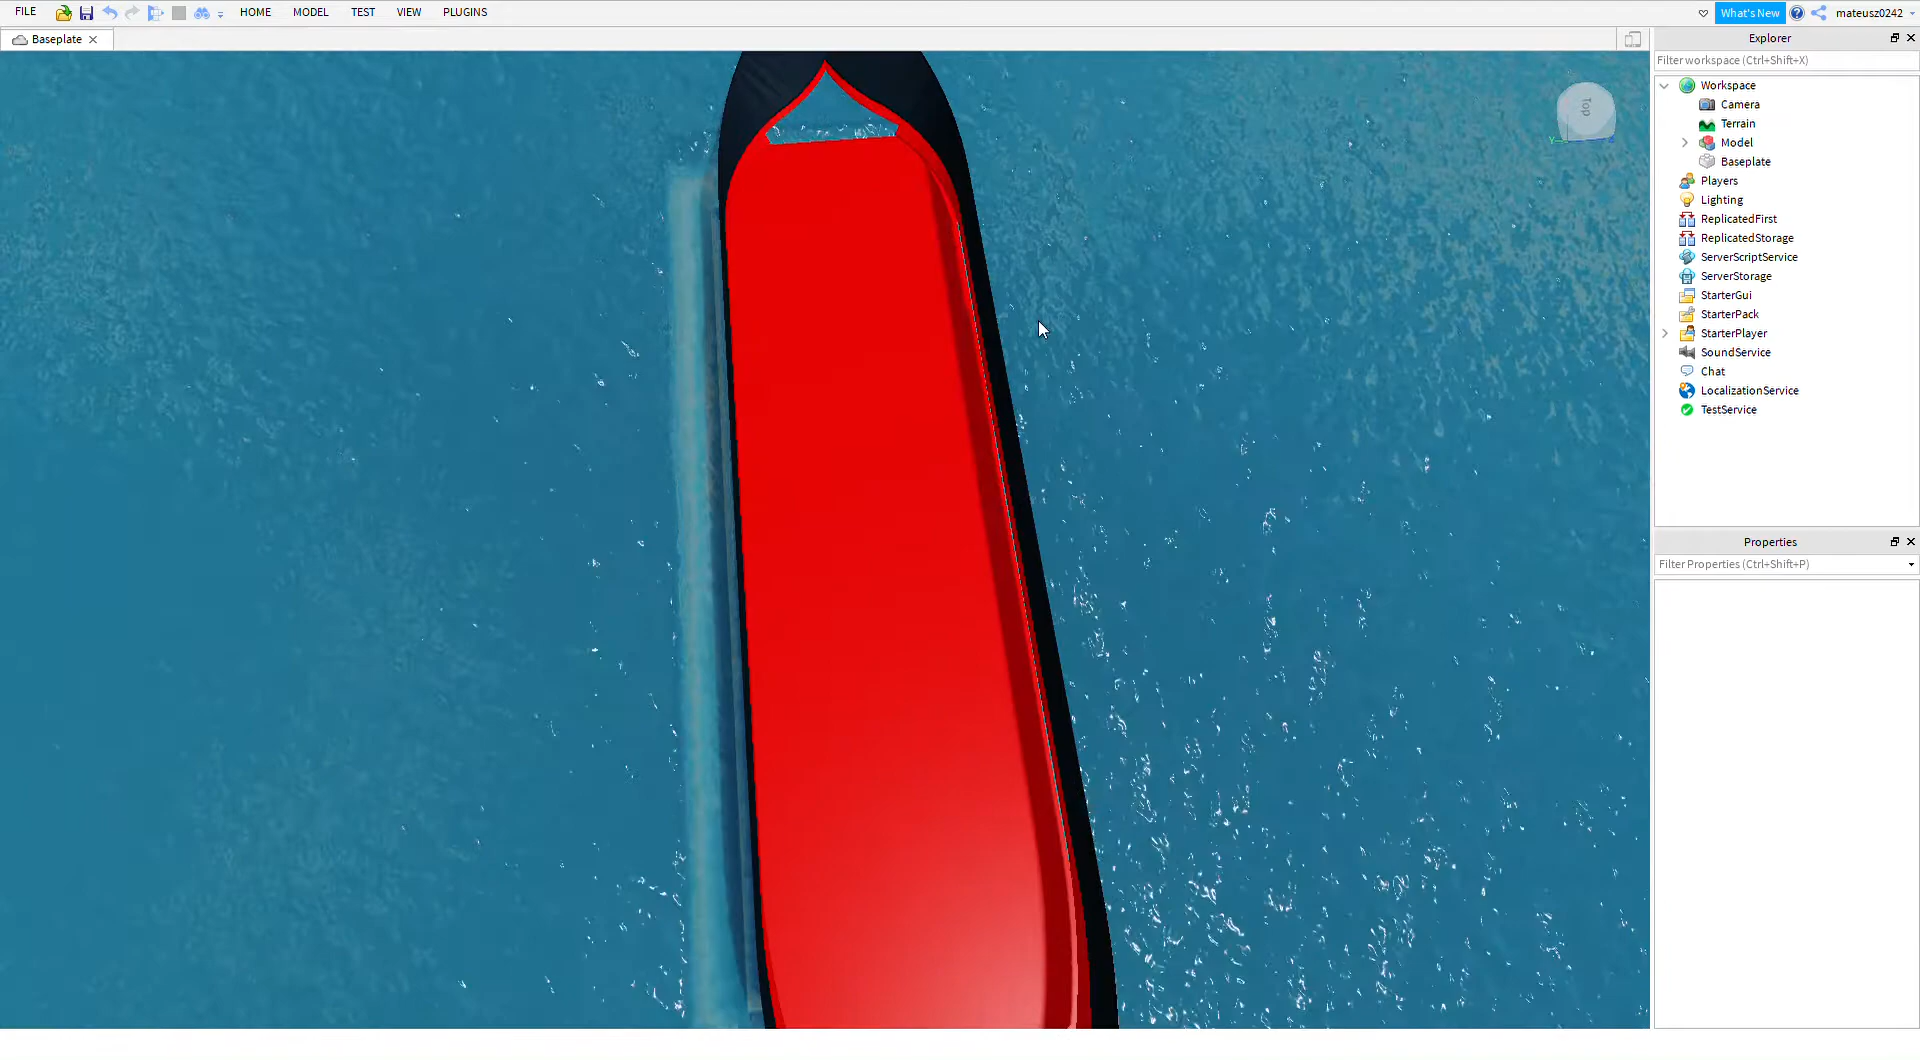 FILE HOME MODEL TEST VIEW PLUGINS What's New mateusz0242
Baseplate
Top
Y
Explorer
Filter workspace (Ctrl+Shift+X)
Workspace
Camera
Terrain
Model
Baseplate
Players
Lighting
ReplicatedFirst
ReplicatedStorage
ServerScriptService
ServerStorage
StarterGui
StarterPack
StarterPlayer
SoundService
Chat
LocalizationService
TestService
Properties
Filter Properties (Ctrl+Shift+P)